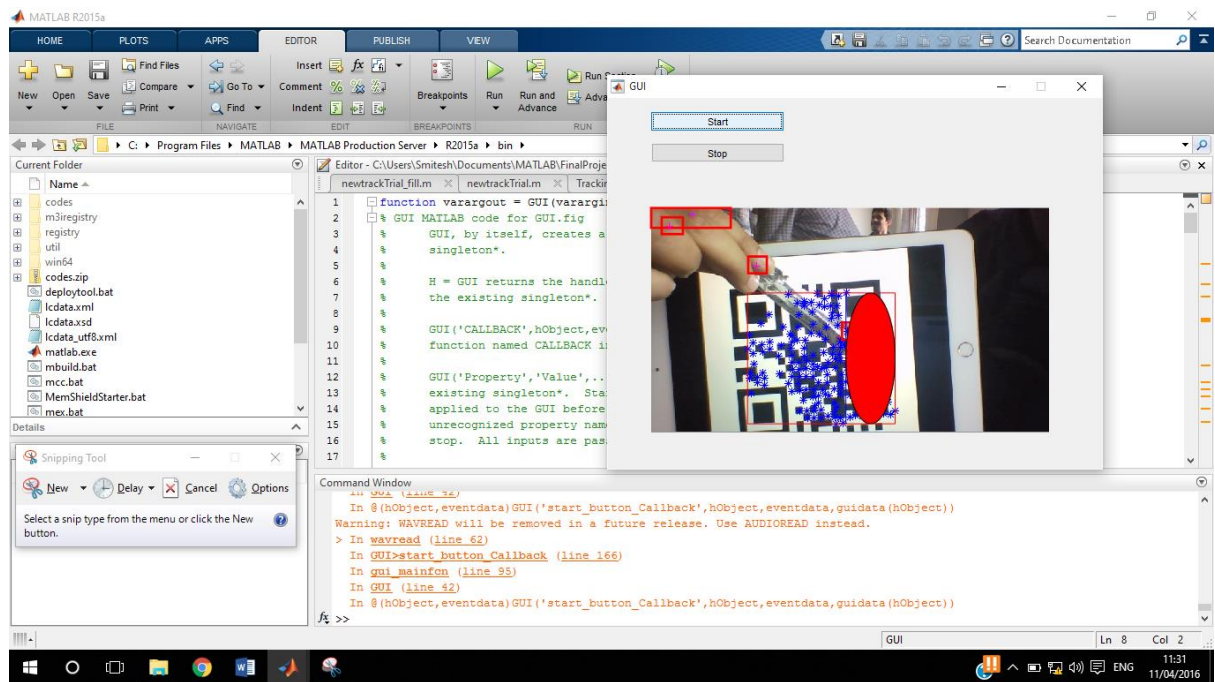 MATLAB R2015a
HOME PLOTS APPS EDITOR PUBLISH VIEW
Search Documentation
New Open Save
Find Files
Compare
Print
FILE
Go To
Find
NAVIGATE
Insert fx
Comment %
Indent
EDIT
Breakpoints
BREAKPOINTS
Run
Run and Advance
Run
RUN
C: Program Files MATLAB MATLAB Production Server R2015a bin
Current Folder
Name
codes
m3iregistry
registry
util
win64
codes.zip
deploytool.bat
lcdata.xml
lcdata.xsd
lcdata_utf8.xml
matlab.exe
mbuild.bat
mcc.bat
MemShieldStarter.bat
mex.bat
Details
Editor - C:\Users\Smitesh\Documents\MATLAB\FinalProje
newtrackTrial_fill.m newtrackTrial.m
1 function varargout = GUI(varargi
2 % GUI MATLAB code for GUI.fig
3 % GUI, by itself, creates a
4 % singleton*.
5 %
6 % H = GUI returns the handl
7 % the existing singleton*.
8 %
9 % GUI('CALLBACK',hObject,ev
10 % function named CALLBACK i
11 %
12 % GUI('Property','Value',..
13 % existing singleton*. Sta
14 % applied to the GUI before
15 % unrecognized property nam
16 % stop. All inputs are pas
17 %
GUI
Start
Stop
Snipping Tool
New Delay Cancel Options
Select a snip type from the menu or click the New
button.
Command Window
In GUI (line 42)
In @(hObject,eventdata)GUI('start_button_Callback',hObject,eventdata,guidata(hObject))
Warning: WAVREAD will be removed in a future release. Use AUDIOREAD instead.
> In wavread (line 62)
In GUI>start_button_Callback (line 166)
In gui_mainfcn (line 95)
In GUI (line 42)
In @(hObject,eventdata)GUI('start_button_Callback',hObject,eventdata,guidata(hObject))
fx >>
GUI Ln 8 Col 2
ENG
11:31
11/04/2016